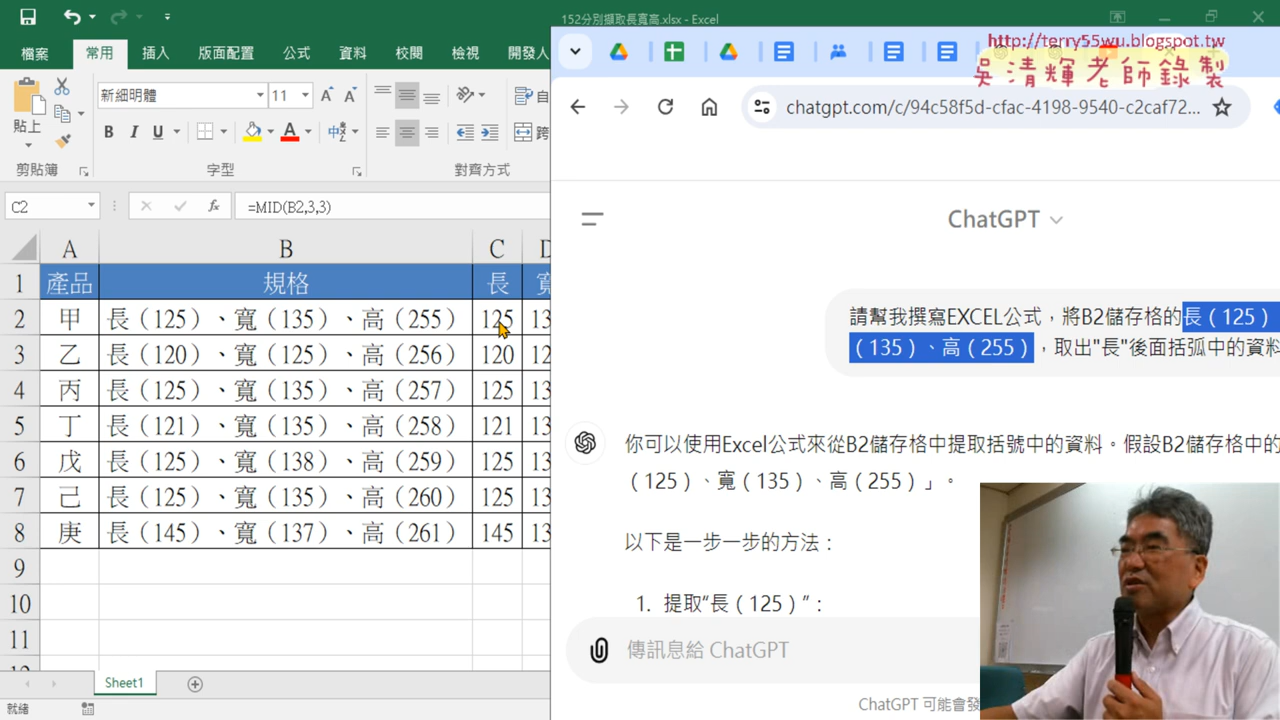 152分別擷取長寬高.xlsx - Excel
檔案 常用 插入 版面配置 公式 資料 校閱 檢視 開發人
http://terry55wu.blogspot.tw
吳清輝老師錄製
貼上
新細明體 11
B I U A 中
自
跨
剪貼簿 字型 對齊方式
C2 fx =MID(B2,3,3)
A B C D
1 產品 規格 長 寬
2 甲 長（125）、寬（135）、高（255） 125 13
3 乙 長（120）、寬（125）、高（256） 120 12
4 丙 長（125）、寬（135）、高（257） 125 13
5 丁 長（121）、寬（135）、高（258） 121 13
6 戊 長（125）、寬（138）、高（259） 125 13
7 己 長（125）、寬（135）、高（260） 125 13
8 庚 長（145）、寬（137）、高（261） 145 13
9
10
11
Sheet1
就緒
chatgpt.com/c/94c58f5d-cfac-4198-9540-c2caf72...
ChatGPT
請幫我撰寫EXCEL公式，將B2儲存格的長（125）
（135）、高（255），取出"長"後面括弧中的資料
你可以使用Excel公式來從B2儲存格中提取括號中的資料。假設B2儲存格中的
（125）、寬（135）、高（255）」。
以下是一步一步的方法：
1. 提取“長（125）”：
傳訊息給 ChatGPT
ChatGPT 可能會發